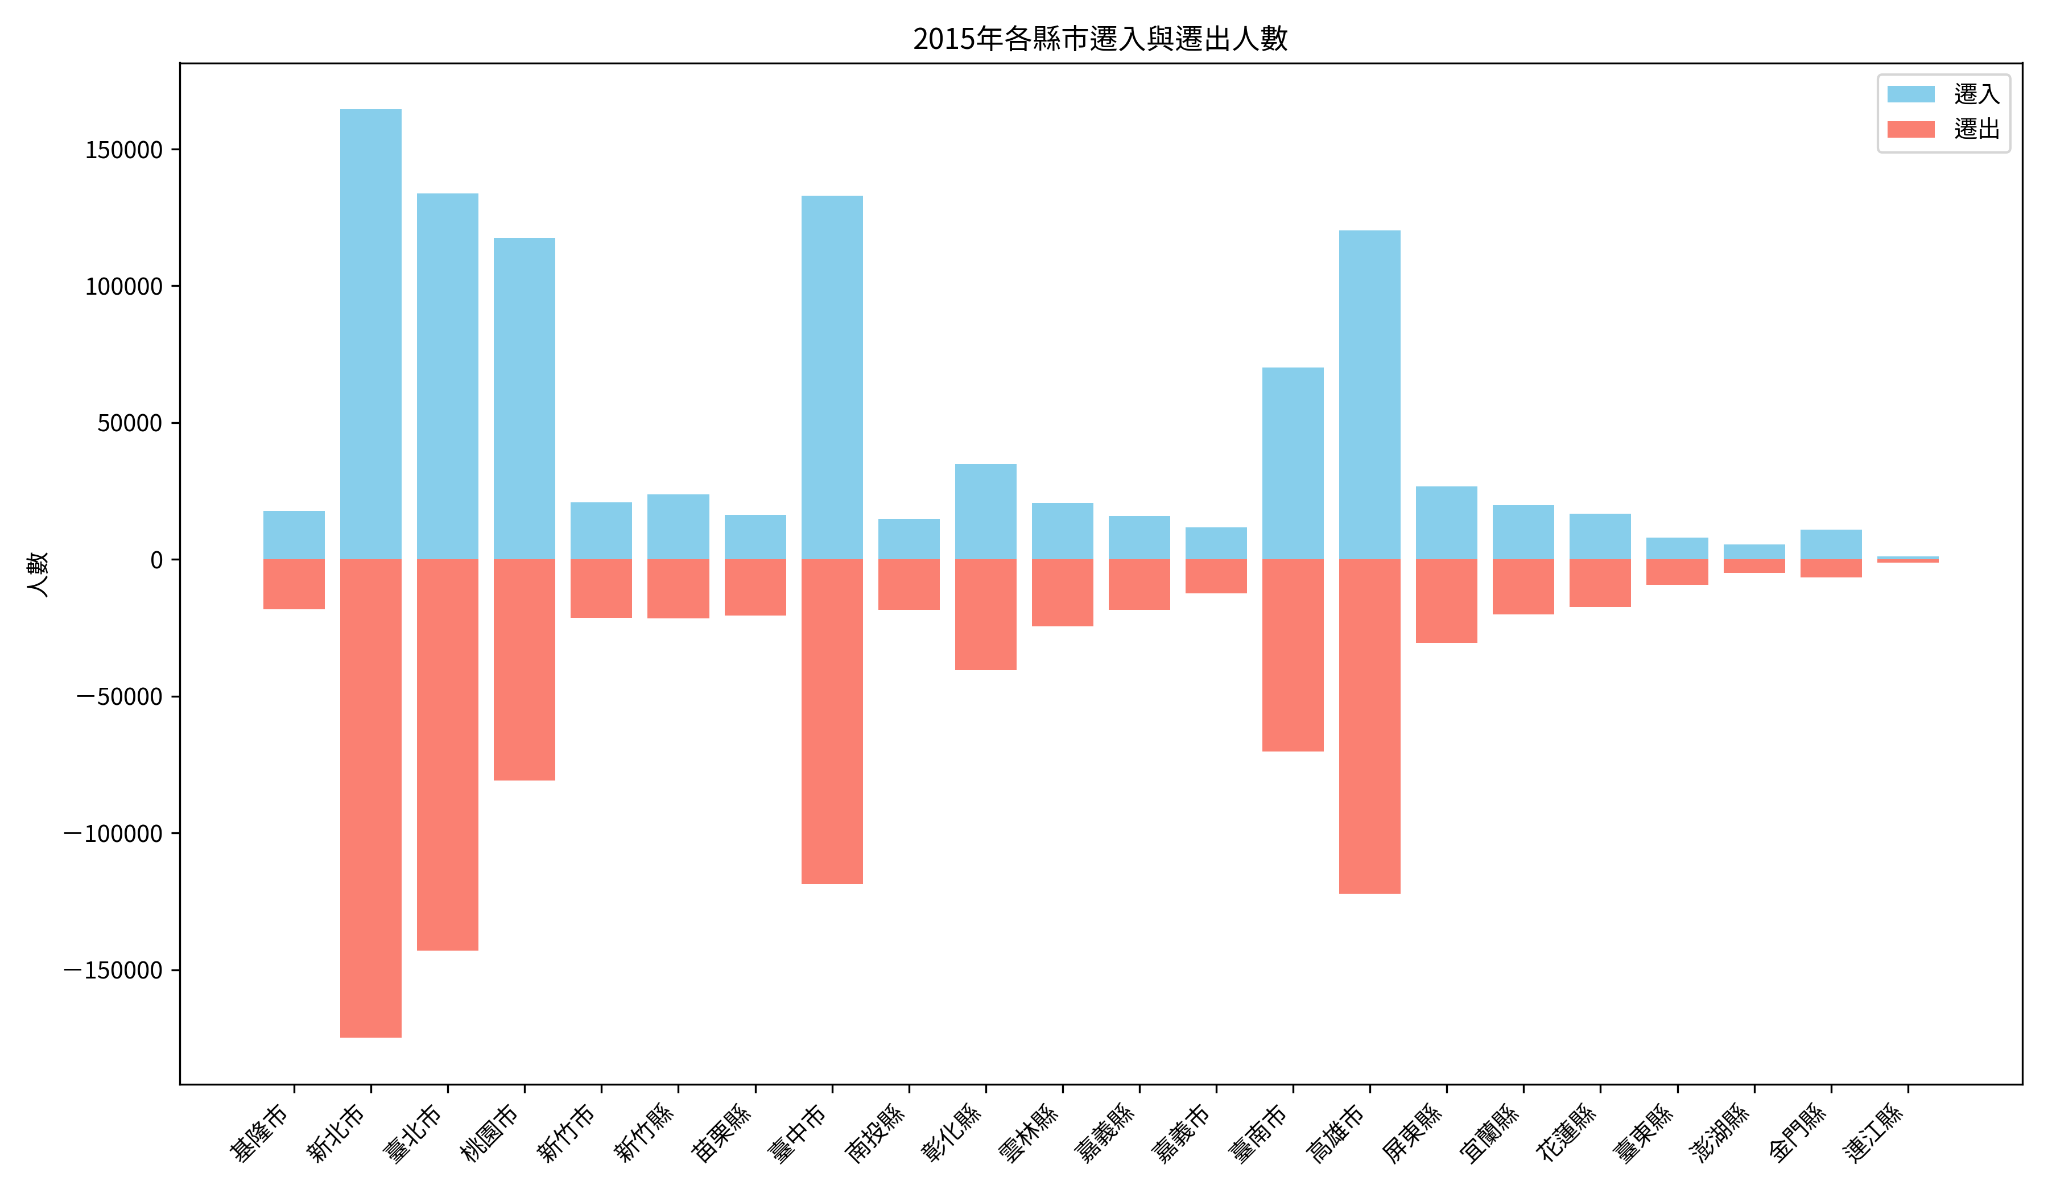 2015年各縣市遷入與遷出人數
遷入
遷出
人數
150000
100000
50000
0
−50000
−100000
−150000
基隆市
新北市
臺北市
桃園市
新竹市
新竹縣
苗栗縣
臺中市
南投縣
彰化縣
雲林縣
嘉義縣
嘉義市
臺南市
高雄市
屏東縣
宜蘭縣
花蓮縣
臺東縣
澎湖縣
金門縣
連江縣